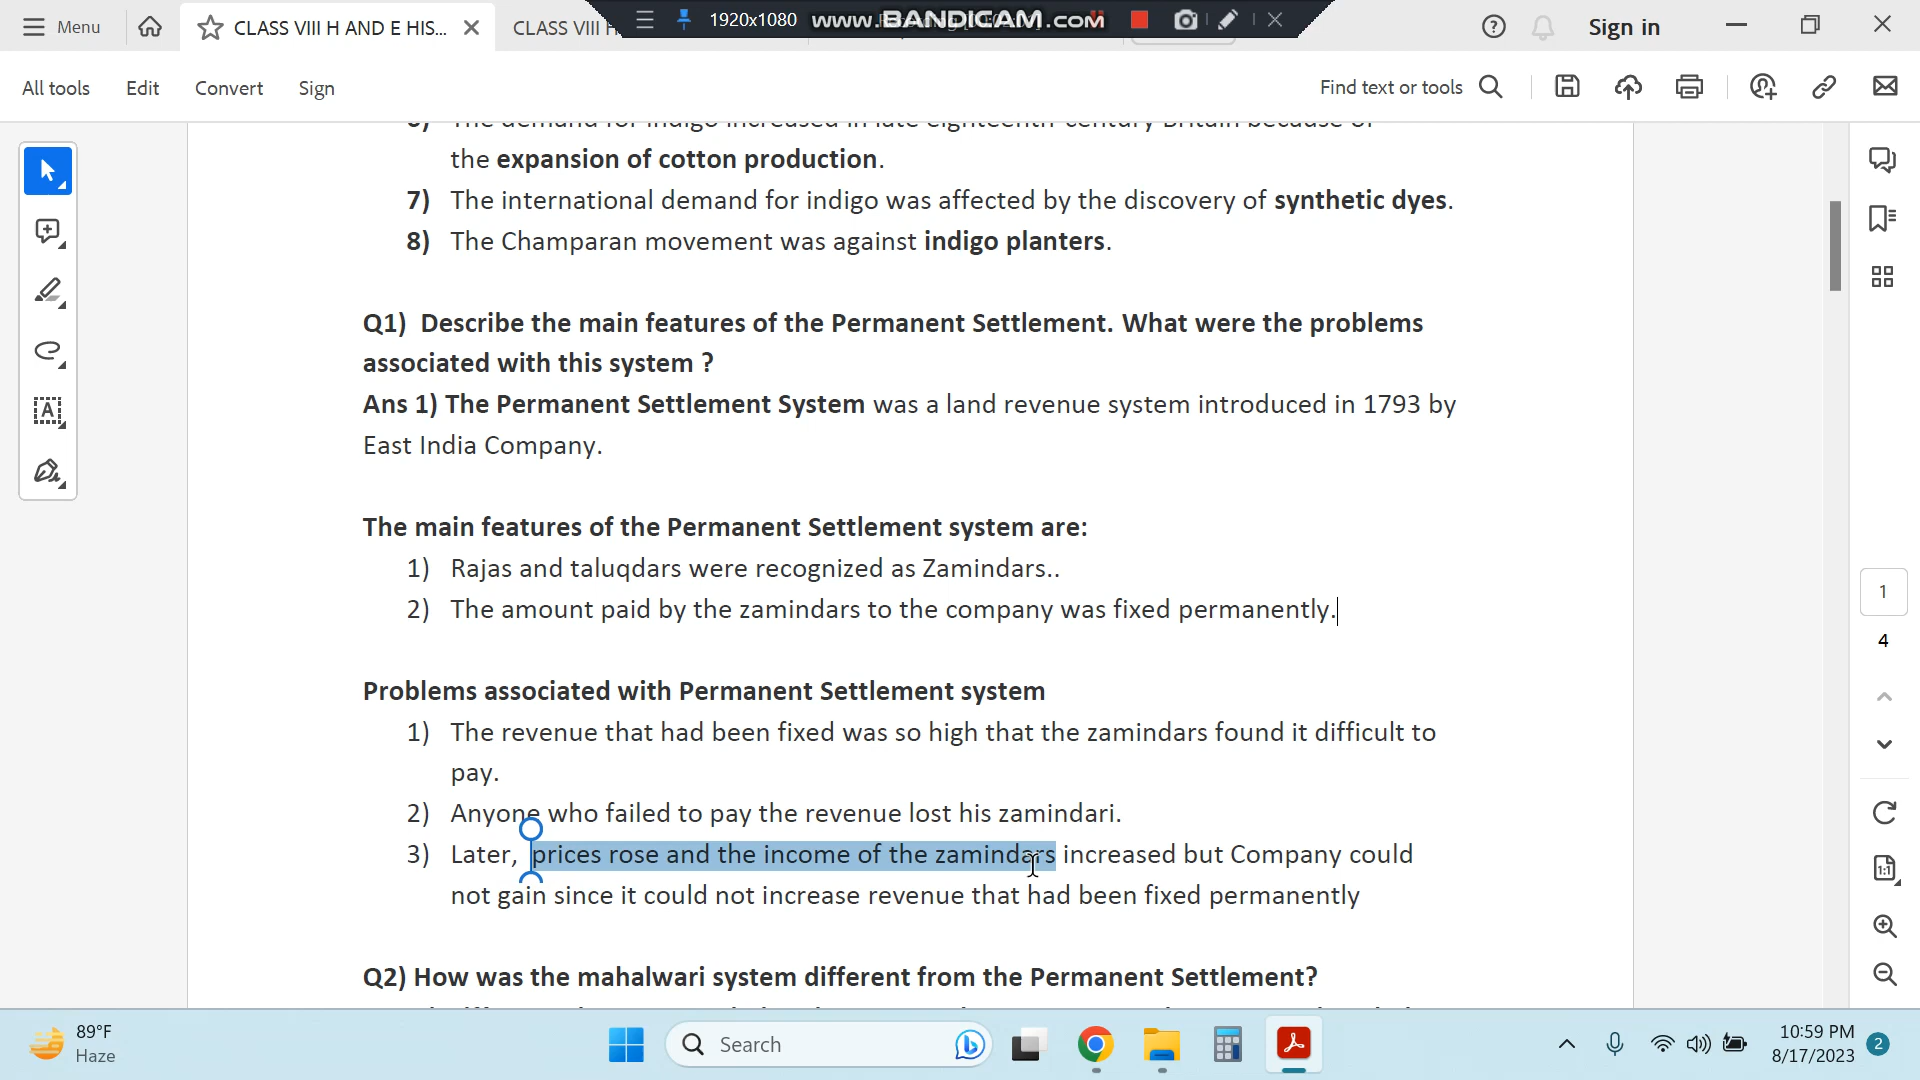 Menu
CLASS VIII H AND E HIS...
CLASS VIII H
1920x1080
www.BANDICAM.com
Sign in
All tools
Edit
Convert
Sign
Find text or tools
the expansion of cotton production.
7) The international demand for indigo was affected by the discovery of synthetic dyes.
8) The Champaran movement was against indigo planters.
Q1) Describe the main features of the Permanent Settlement. What were the problems
associated with this system ?
Ans 1) The Permanent Settlement System was a land revenue system introduced in 1793 by
East India Company.
The main features of the Permanent Settlement system are:
1) Rajas and taluqdars were recognized as Zamindars..
2) The amount paid by the zamindars to the company was fixed permanently.
Problems associated with Permanent Settlement system
1) The revenue that had been fixed was so high that the zamindars found it difficult to
pay.
2) Anyone who failed to pay the revenue lost his zamindari.
3) Later, prices rose and the income of the zamindars increased but Company could
not gain since it could not increase revenue that had been fixed permanently
Q2) How was the mahalwari system different from the Permanent Settlement?
1
4
1:1
89°F
Haze
Search
10:59 PM
8/17/2023
2